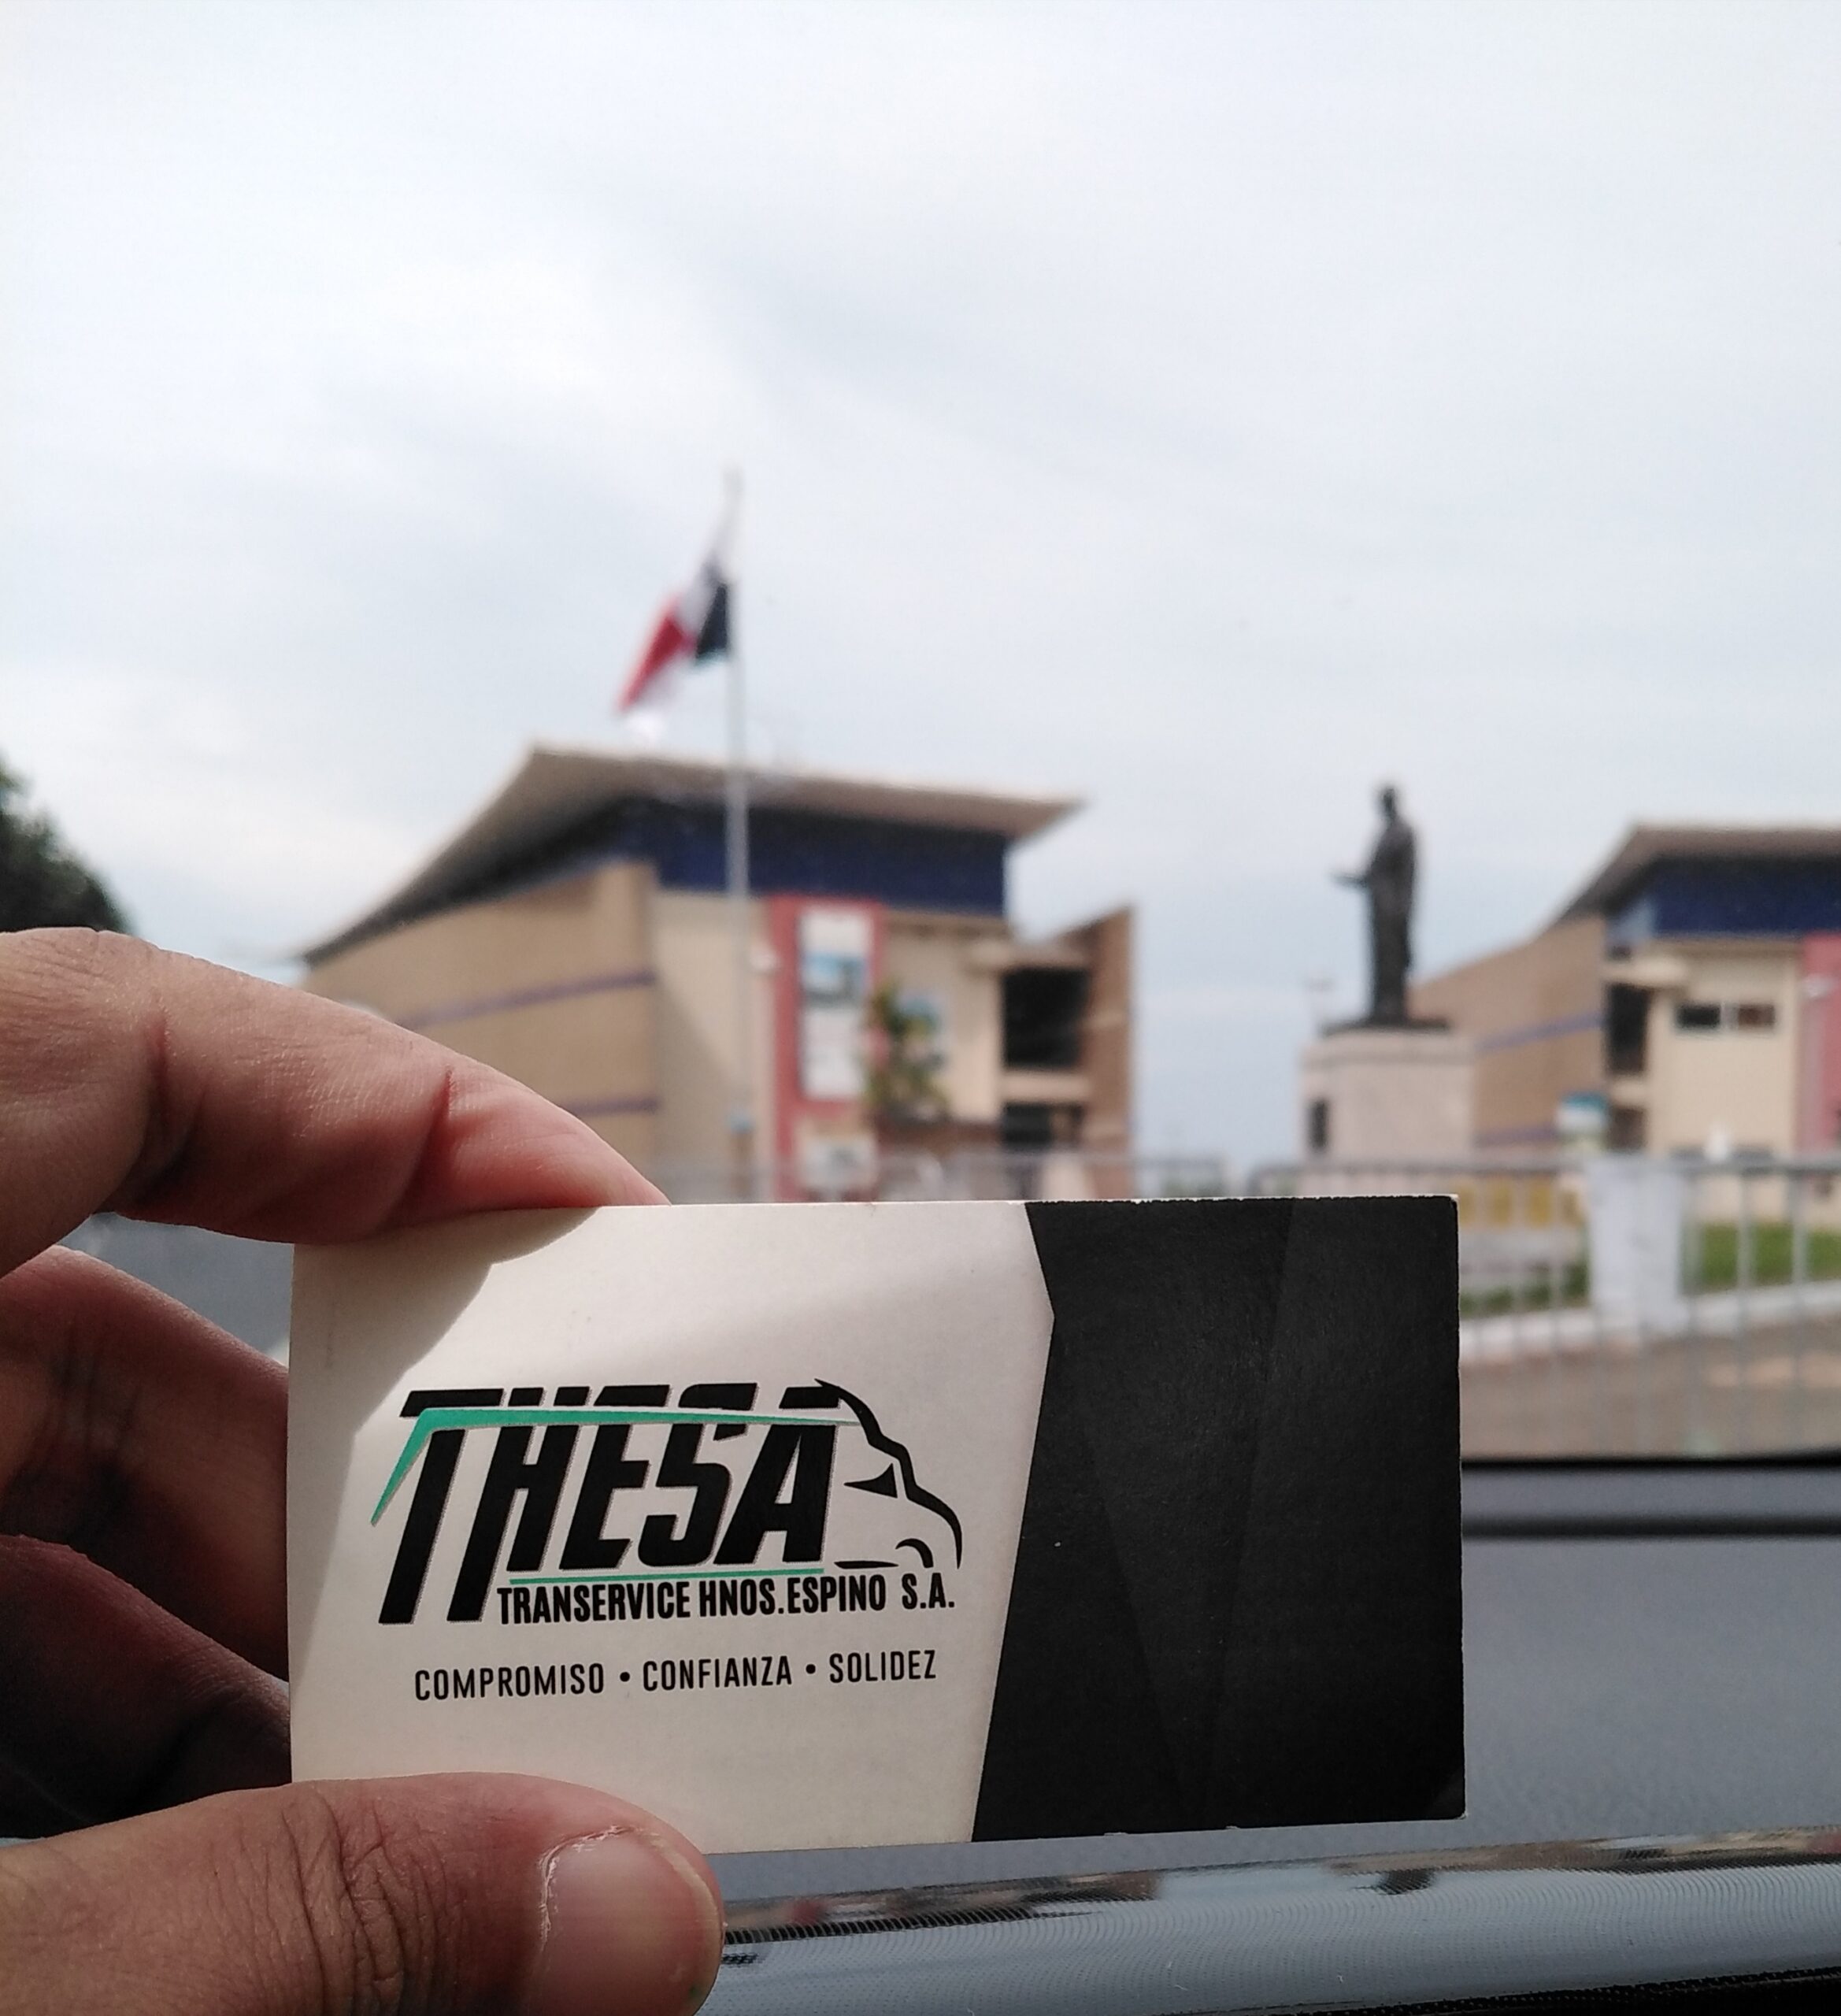 THESA
TRANSERVICE HNOS.ESPINO S.A.
COMPROMISO • CONFIANZA • SOLIDEZ